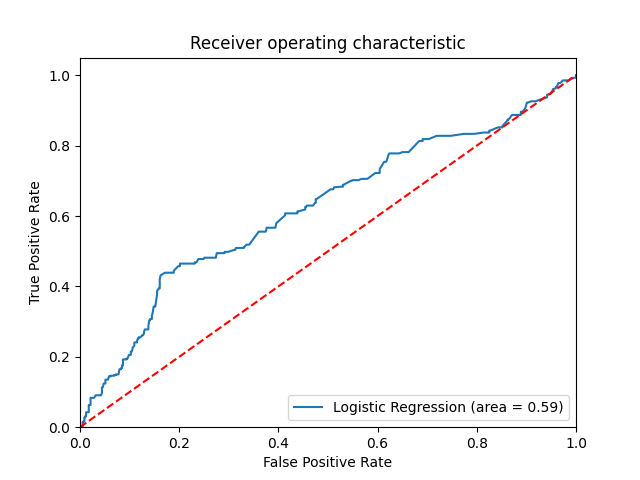 Receiver operating characteristic
1.0
0.8
0.6
0.4
0.2
0.0
True Positive Rate
Logistic Regression (area = 0.59)
0.0 0.2 0.4 0.6 0.8 1.0
False Positive Rate